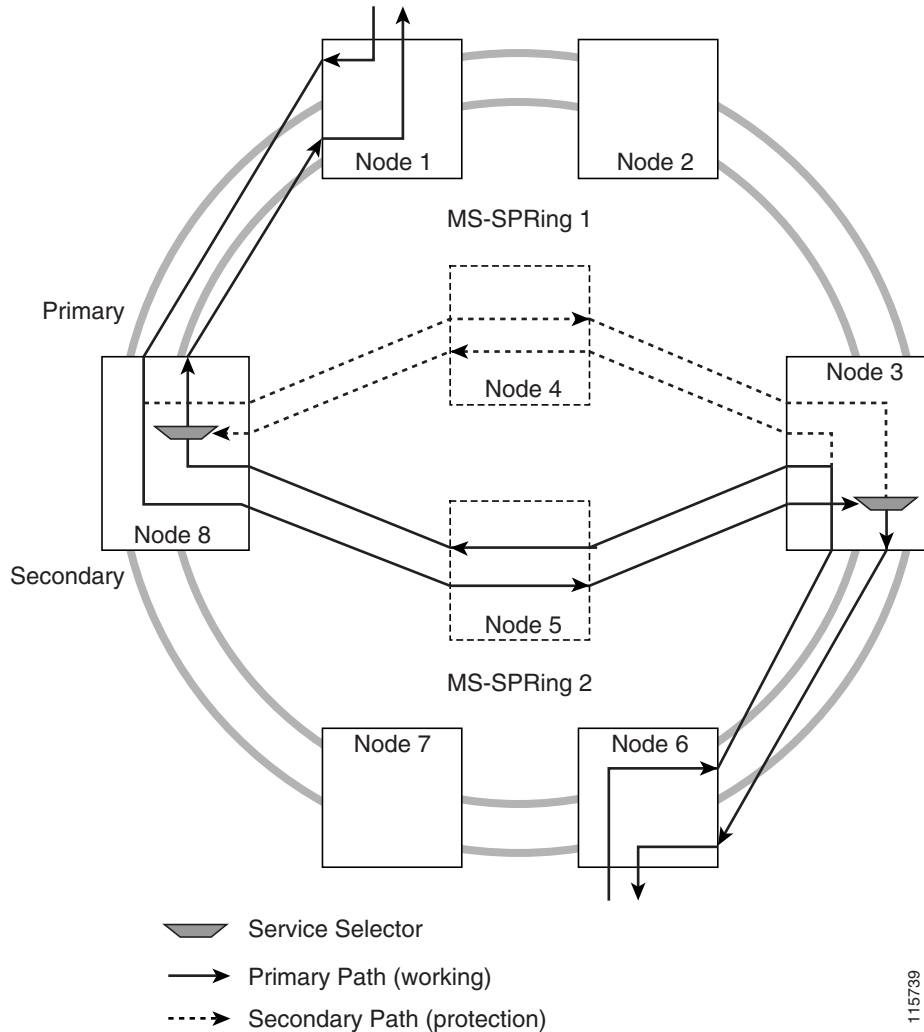 Node 1
Node 2
MS-SPRing 1
Primary
Node 4
Node 3
Node 8
Secondary
Node 5
MS-SPRing 2
Node 7
Node 6
Service Selector
Primary Path (working)
Secondary Path (protection)
115739